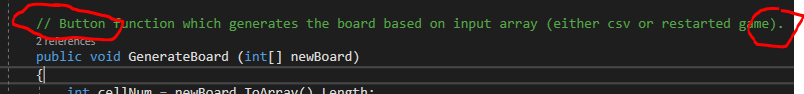 // Button function which generates the board based on input array (either csv or restarted game).
2 references
public void GenerateBoard (int[] newBoard)
{
int cellNum = newBoard.ToArray().Length;